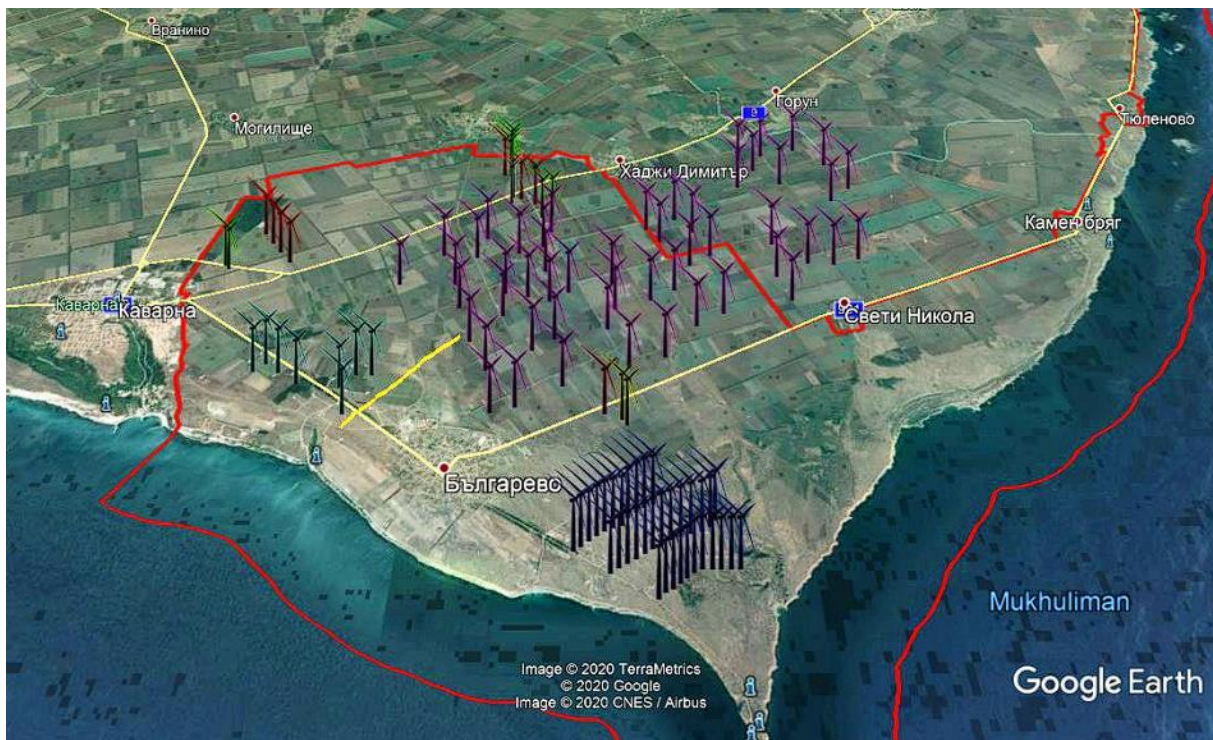 Вранино
Могилище
Горун
9
Тюленово
Хаджи Димитър
Камен бряг
Каварна
Каварна
Свети Никола
Българево
Mukhuliman
Image © 2020 TerraMetrics
© 2020 Google
Image © 2020 CNES / Airbus
Google Earth